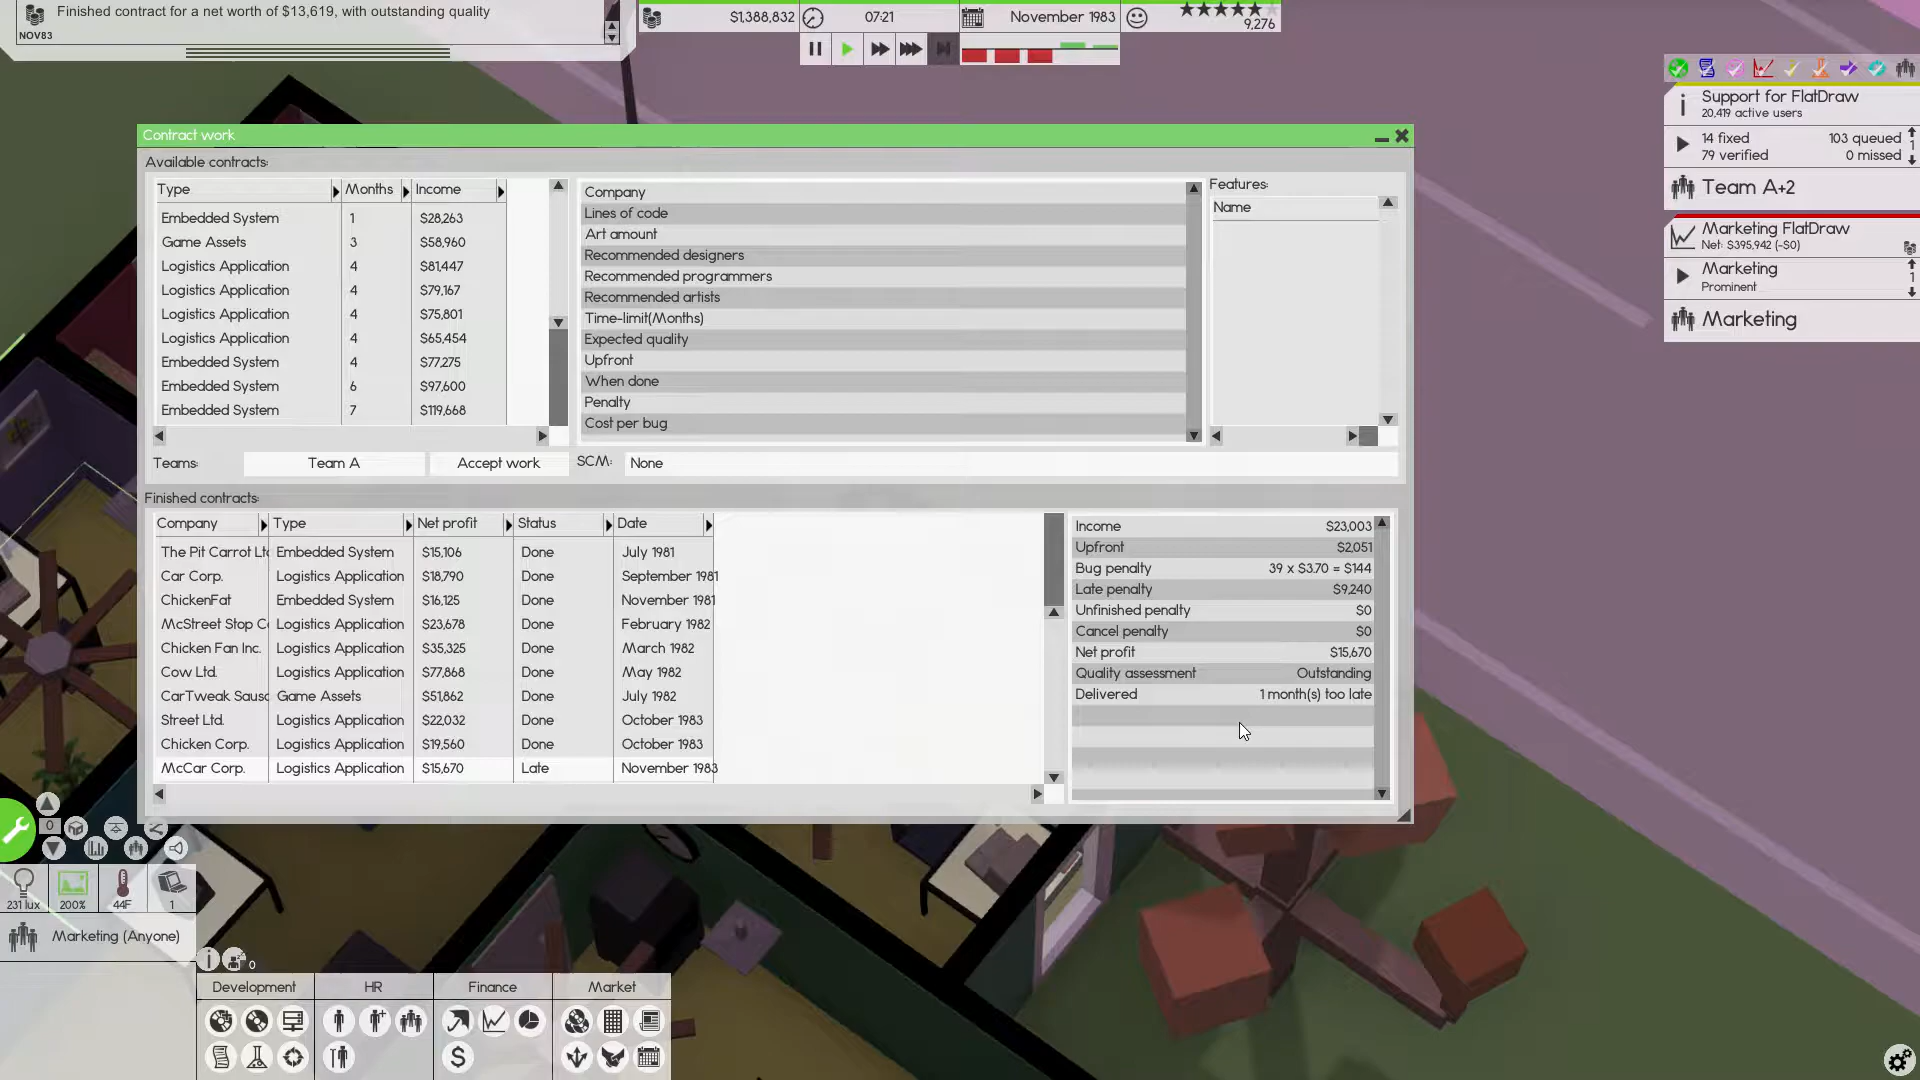 Finished contract for a net worth of $13,619, with outstanding quality
NOV83
$1,388,832
07:21
November 1983
9,276
Support for FlatDraw
20,419 active users
14 fixed 103 queued
79 verified 0 missed
1
Team A+2
Marketing FlatDraw
Net: $395,942 (-$0)
Marketing
Prominent
1
Marketing
Contract work
Available contracts:
Type Months Income
Embedded System 1 $28,263
Game Assets 3 $58,960
Logistics Application 4 $81,447
Logistics Application 4 $79,167
Logistics Application 4 $75,801
Logistics Application 4 $65,454
Embedded System 4 $77,275
Embedded System 6 $97,600
Embedded System 7 $119,668
Company
Lines of code
Art amount
Recommended designers
Recommended programmers
Recommended artists
Time-limit(Months)
Expected quality
Upfront
When done
Penalty
Cost per bug
Features:
Name
Teams: Team A Accept work SCM: None
Finished contracts:
Company Type Net profit Status Date
The Pit Carrot Ltd Embedded System $15,106 Done July 1981
Car Corp. Logistics Application $18,790 Done September 1981
ChickenFat Embedded System $16,125 Done November 1981
McStreet Stop Co Logistics Application $23,678 Done February 1982
Chicken Fan Inc. Logistics Application $35,325 Done March 1982
Cow Ltd. Logistics Application $77,868 Done May 1982
CarTweak Sausa Game Assets $51,862 Done July 1982
Street Ltd. Logistics Application $22,032 Done October 1983
Chicken Corp. Logistics Application $19,560 Done October 1983
McCar Corp. Logistics Application $15,670 Late November 1983
Income $23,003
Upfront $2,051
Bug penalty 39 x $3.70 = $144
Late penalty $9,240
Unfinished penalty $0
Cancel penalty $0
Net profit $15,670
Quality assessment Outstanding
Delivered 1 month(s) too late
0
231 lux 200% 44F 1
Marketing (Anyone)
0
Development HR Finance Market